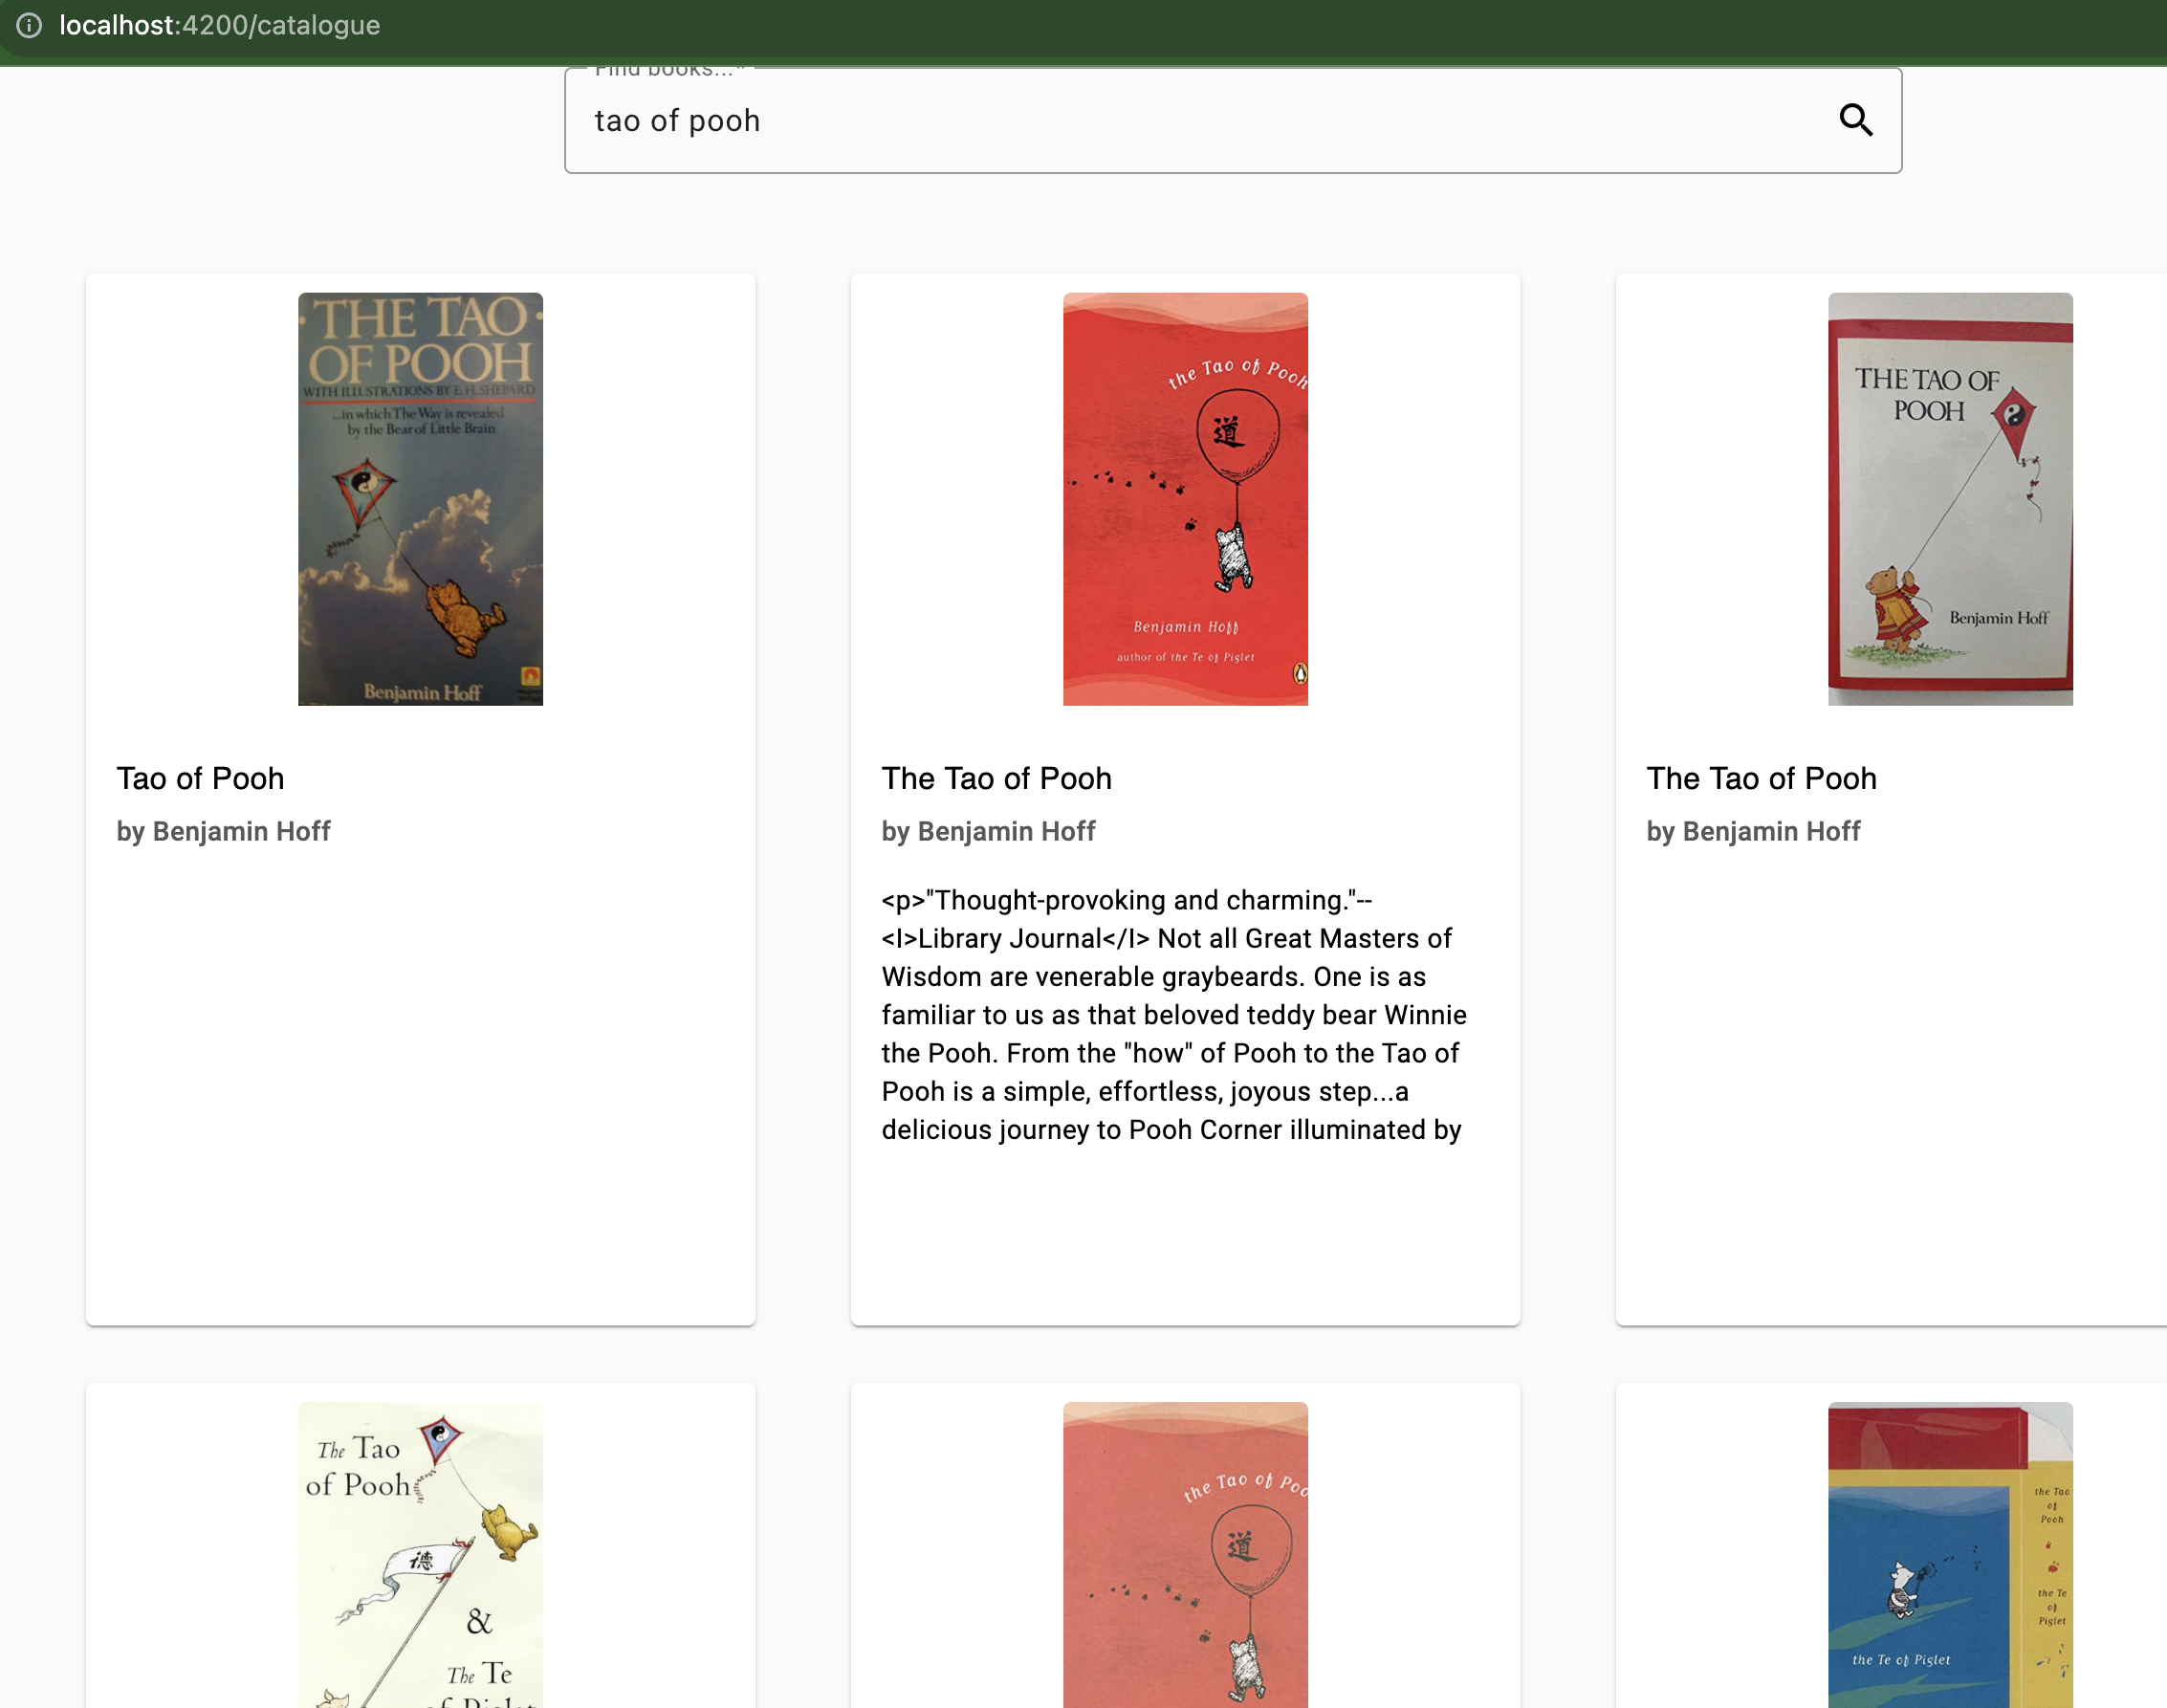 localhost:4200/catalogue
Find books...*
tao of pooh
THE TAO
OF POOH
WITH ILLUSTRATIONS BY E. H. SHEPARD
...in which The Way is revealed
by the Bear of Little Brain
Benjamin Hoff
the Tao of Pooh
道
Benjamin Hoff
author of the Te of Piglet
THE TAO OF
POOH
Benjamin Hoff
Tao of Pooh
by Benjamin Hoff
The Tao of Pooh
by Benjamin Hoff
<p>"Thought-provoking and charming."--
<I>Library Journal</I> Not all Great Masters of
Wisdom are venerable graybeards. One is as
familiar to us as that beloved teddy bear Winnie
the Pooh. From the "how" of Pooh to the Tao of
Pooh is a simple, effortless, joyous step...a
delicious journey to Pooh Corner illuminated by
The Tao of Pooh
by Benjamin Hoff
The Tao
of Pooh
德
&
The Te
of Piglet
the Tao of Poo
道
the Te of Piglet
the Tao
of
Pooh
the Te
of
Piglet